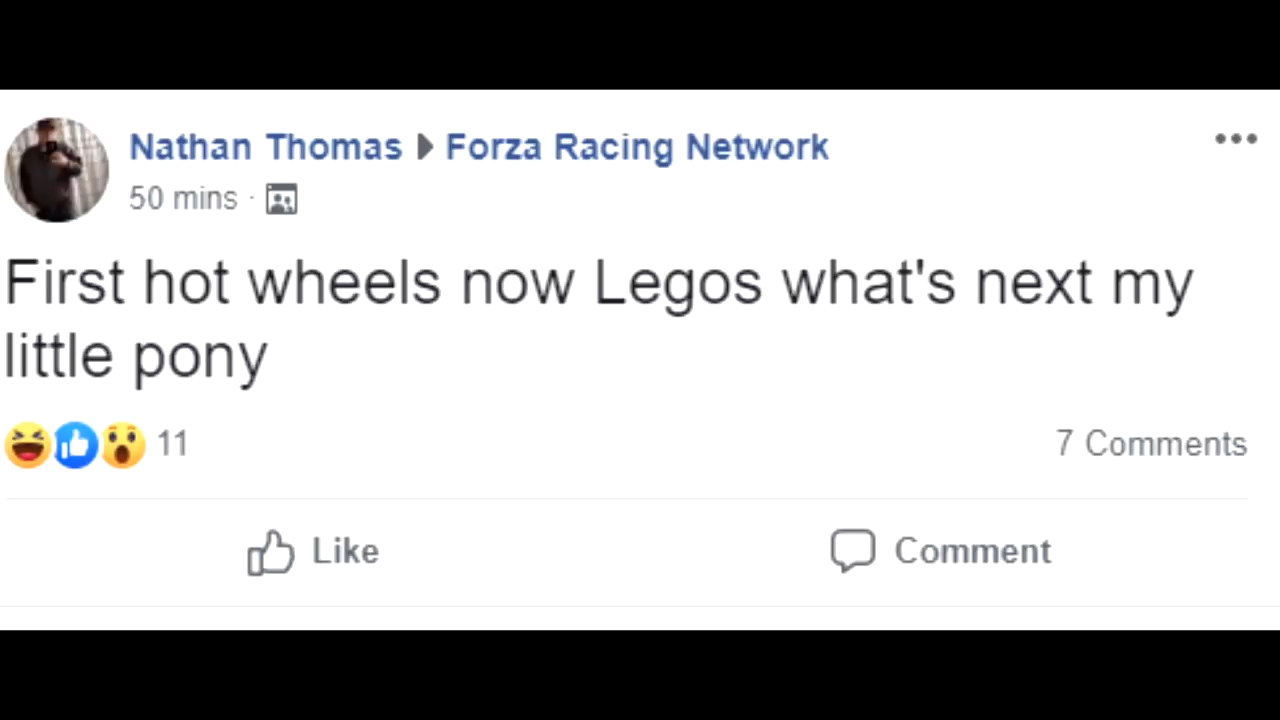 Nathan Thomas Forza Racing Network
50 mins ·
First hot wheels now Legos what's next my
little pony
11 7 Comments
Like Comment